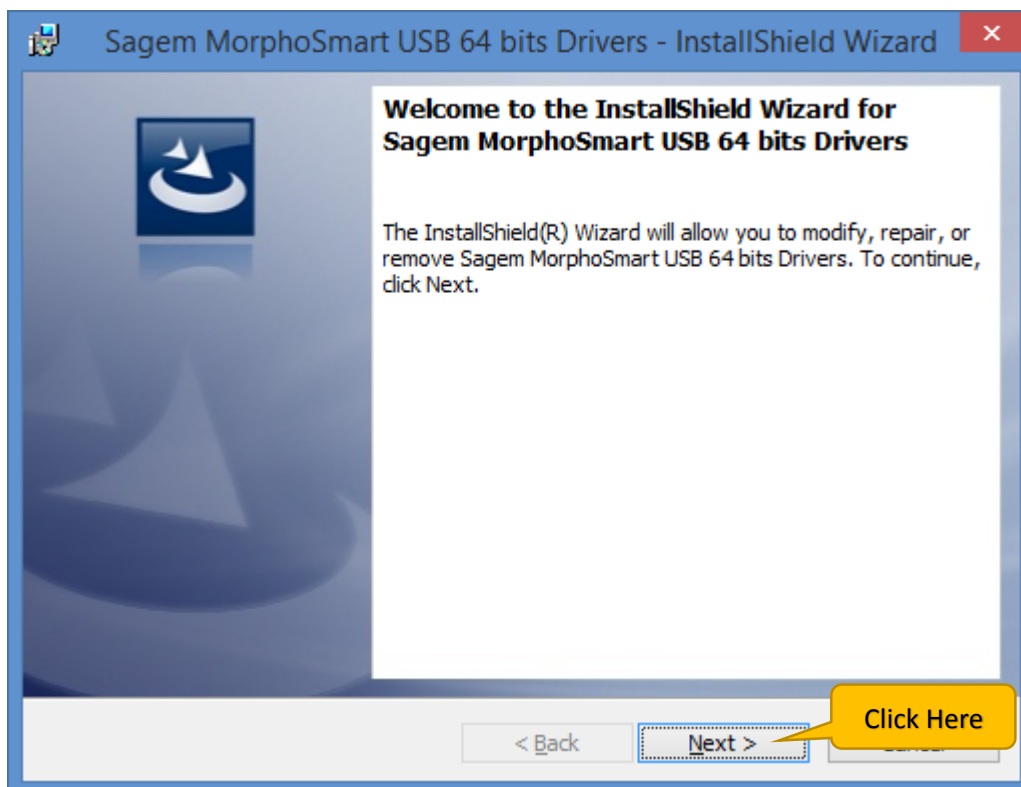 Sagem MorphoSmart USB 64 bits Drivers - InstallShield Wizard
Welcome to the InstallShield Wizard for
Sagem MorphoSmart USB 64 bits Drivers
The InstallShield(R) Wizard will allow you to modify, repair, or
remove Sagem MorphoSmart USB 64 bits Drivers. To continue,
click Next.
Click Here
< Back Next >